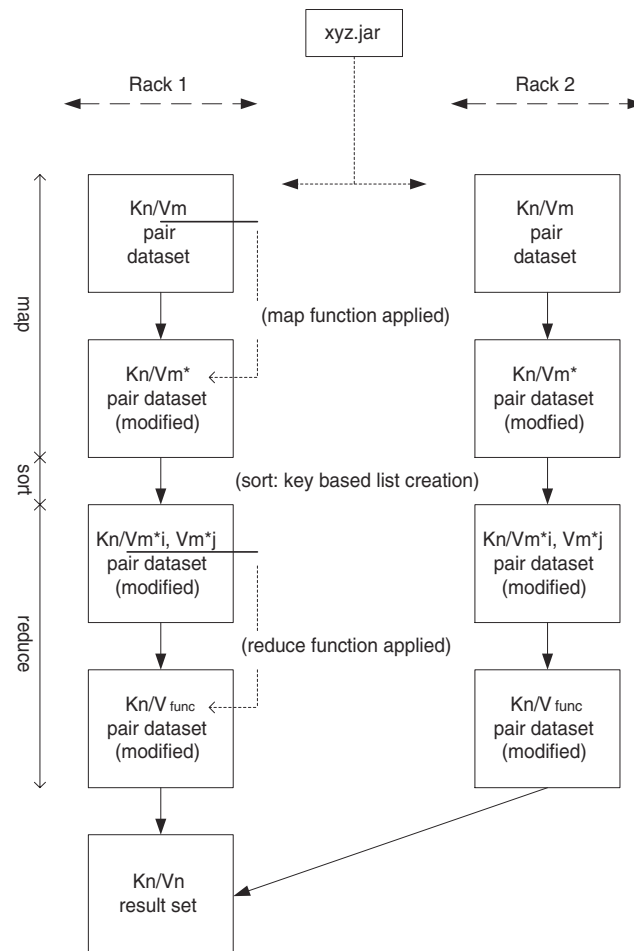 xyz.jar
Rack 1
Rack 2
Kn/Vm
pair
dataset
Kn/Vm
pair
dataset
map
(map function applied)
Kn/Vm*
pair dataset
(modified)
Kn/Vm*
pair dataset
(modified)
sort
(sort: key based list creation)
Kn/Vm*i, Vm*j
pair dataset
(modified)
Kn/Vm*i, Vm*j
pair dataset
(modified)
reduce
(reduce function applied)
Kn/V func
pair dataset
(modified)
Kn/V func
pair dataset
(modified)
Kn/Vn
result set